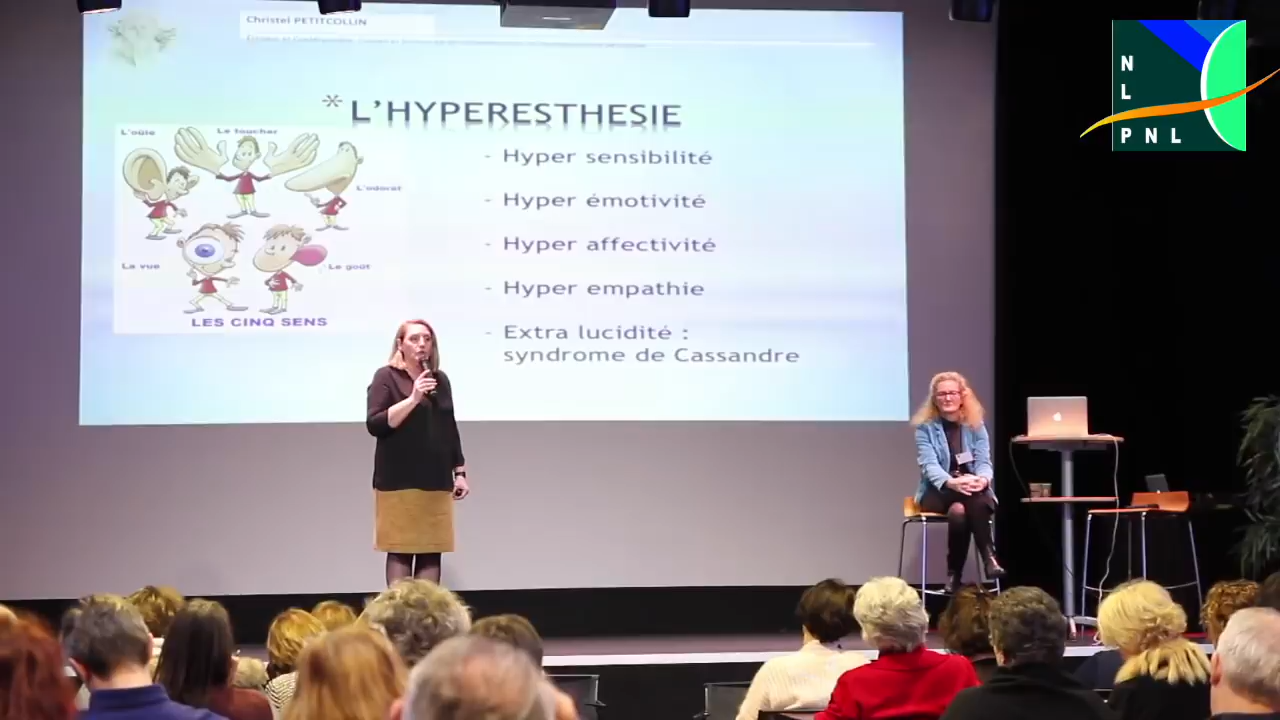 Christel PETITCOLLIN
* L'HYPERESTHESIE
L'ouïe
Le toucher
L'odorat
La vue
Le goût
LES CINQ SENS
- Hyper sensibilité
- Hyper émotivité
- Hyper affectivité
- Hyper empathie
- Extra lucidité :
syndrome de Cassandre
N
L
P N L